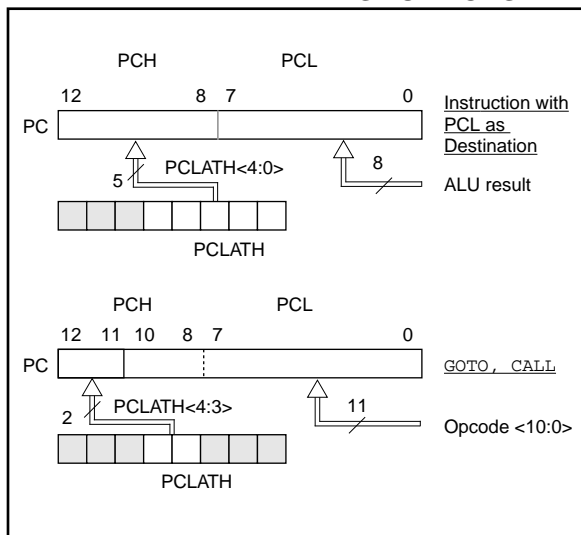 PCH PCL
12 8 7 0
PC
Instruction with
PCL as
Destination
5 PCLATH<4:0> 8
ALU result
PCLATH
PCH PCL
12 11 10 8 7 0
PC
GOTO, CALL
2 PCLATH<4:3> 11
Opcode <10:0>
PCLATH